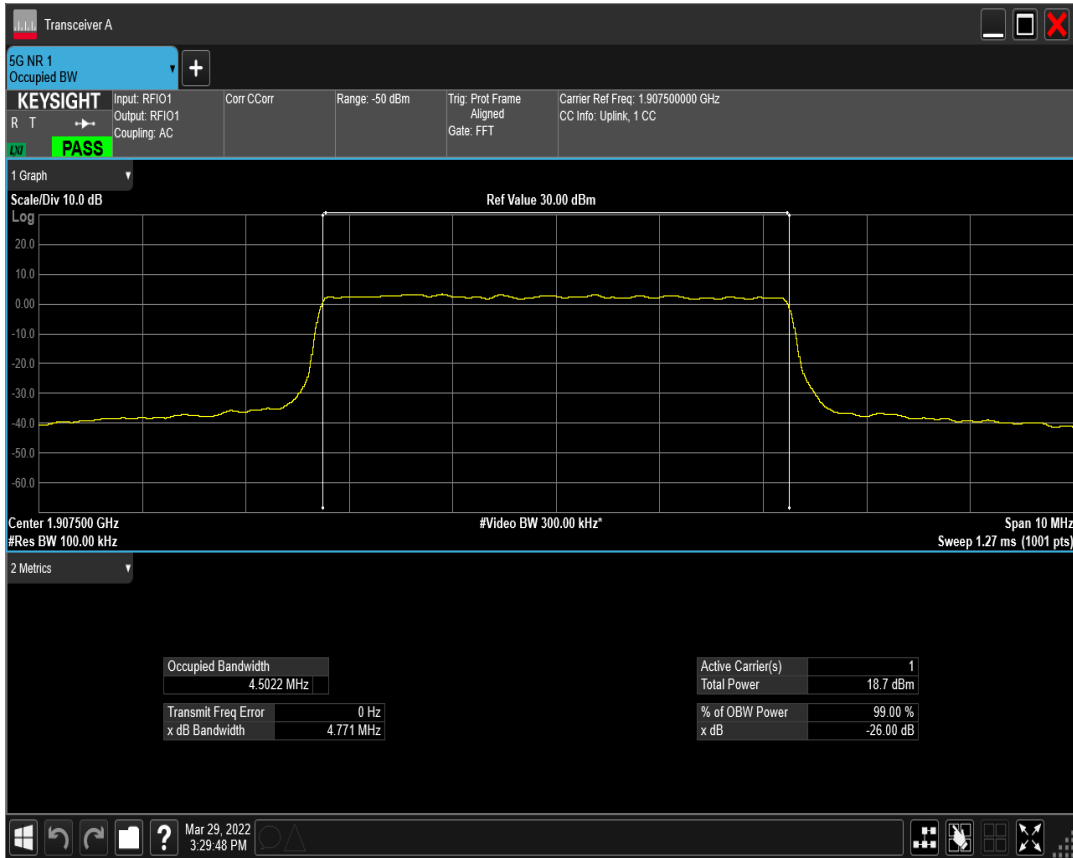 Transceiver A
5G NR 1
Occupied BW
KEYSIGHT
R T
LXI
PASS
Input: RFIO1
Output: RFIO1
Coupling: AC
Corr CCorr
Range: -50 dBm
Trig: Prot Frame
Aligned
Gate: FFT
Carrier Ref Freq: 1.907500000 GHz
CC Info: Uplink, 1 CC
1 Graph
Scale/Div 10.0 dB
Ref Value 30.00 dBm
Log
20.0
10.0
0.00
-10.0
-20.0
-30.0
-40.0
-50.0
-60.0
Center 1.907500 GHz
#Video BW 300.00 kHz*
Span 10 MHz
#Res BW 100.00 kHz
Sweep 1.27 ms (1001 pts)
2 Metrics
Occupied Bandwidth
4.5022 MHz
Transmit Freq Error 0 Hz
x dB Bandwidth 4.771 MHz
Active Carrier(s) 1
Total Power 18.7 dBm
% of OBW Power 99.00 %
x dB -26.00 dB
?
Mar 29, 2022
3:29:48 PM